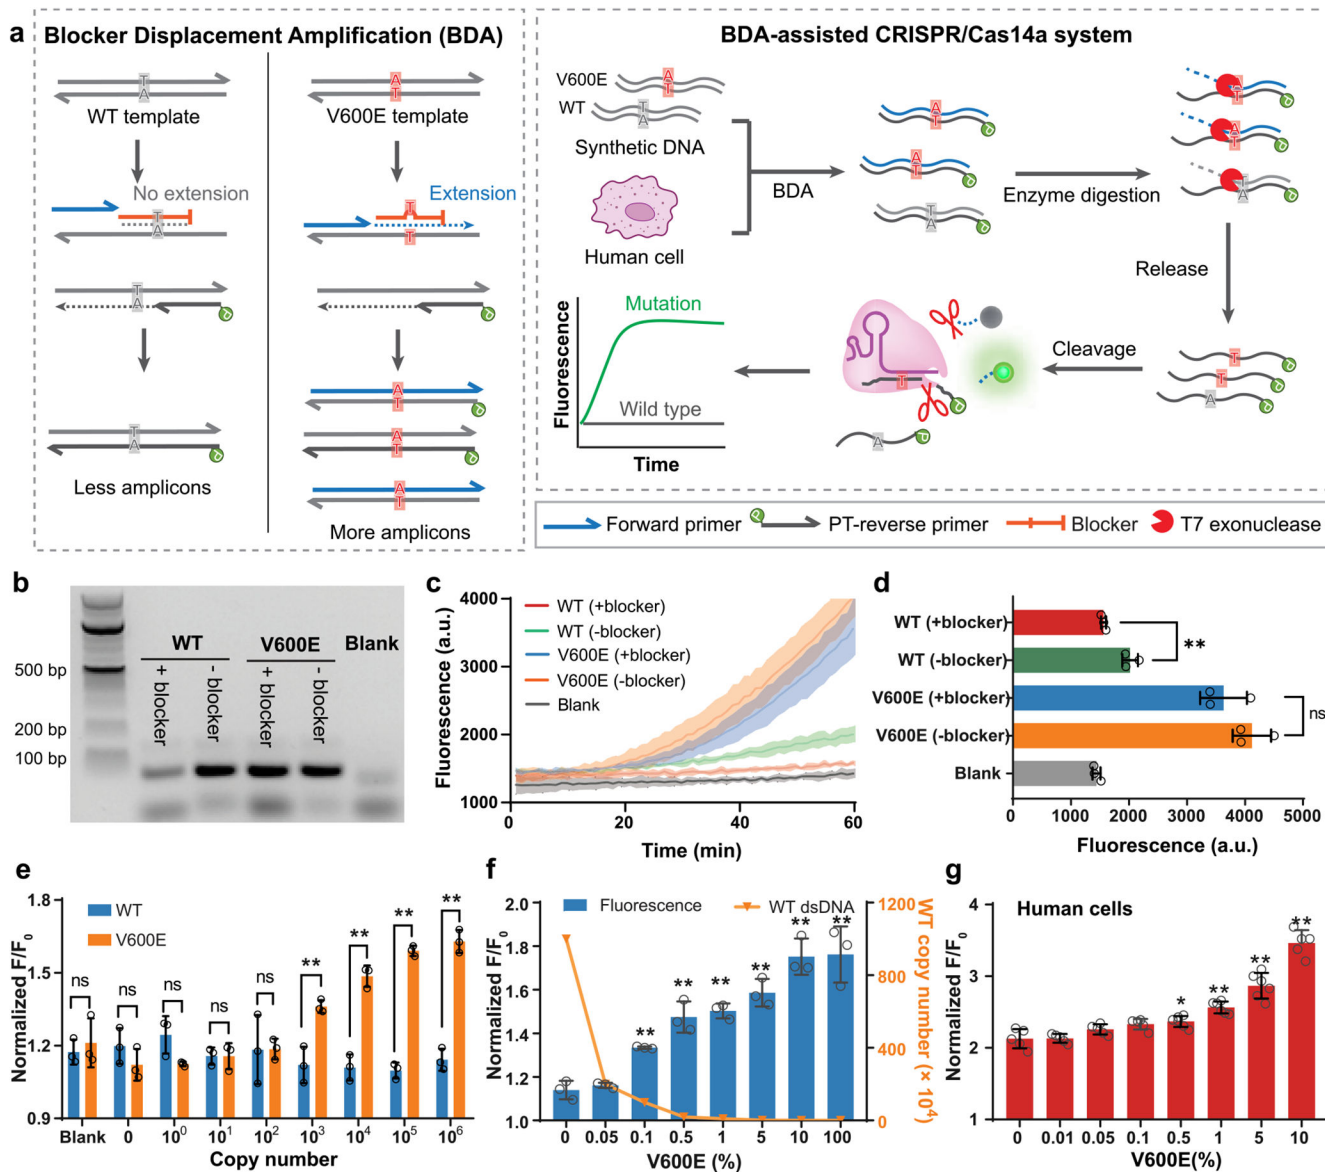 a
Blocker Displacement Amplification (BDA)
T
A
WT template
No extension
T
A
T
A
P
T
A
P
Less amplicons
A
T
V600E template
Extension
T
T
P
A
T
P
A
T
P
A
T
More amplicons
BDA-assisted CRISPR/Cas14a system
V600E
A
T
WT
T
A
Synthetic DNA
Human cell
BDA
A
T
P
A
T
P
T
A
P
Enzyme digestion
A
T
P
A
T
P
A
P
Release
T
P
T
P
A
P
Cleavage
T
P
A
P
Fluorescence
Mutation
Wild type
Time
Forward primer
P
PT-reverse primer
Blocker
T7 exonuclease
b
WT
V600E
Blank
+ blocker
- blocker
+ blocker
- blocker
500 bp
200 bp
100 bp
c
Fluorescence (a.u.)
4000
3000
2000
1000
WT (+blocker)
WT (-blocker)
V600E (+blocker)
V600E (-blocker)
Blank
20
40
60
Time (min)
d
WT (+blocker)
WT (-blocker)
V600E (+blocker)
V600E (-blocker)
Blank
**
ns
0
1000
2000
3000
4000
5000
Fluorescence (a.u.)
e
Normalized F/F0
1.8
1.5
1.2
0.9
WT
V600E
ns
ns
ns
ns
ns
**
**
**
**
Blank
0
10^0
10^1
10^2
10^3
10^4
10^5
10^6
Copy number
f
Normalized F/F0
2.0
1.8
1.6
1.4
1.2
1.0
Fluorescence
WT dsDNA
**
**
**
**
**
**
1200
800
400
0
WT copy number (× 10^4)
0
0.05
0.1
0.5
1
5
10
100
V600E (%)
g
Human cells
Normalized F/F0
4
3
2
1
*
**
**
**
0
0.01
0.05
0.1
0.5
1
5
10
V600E(%)